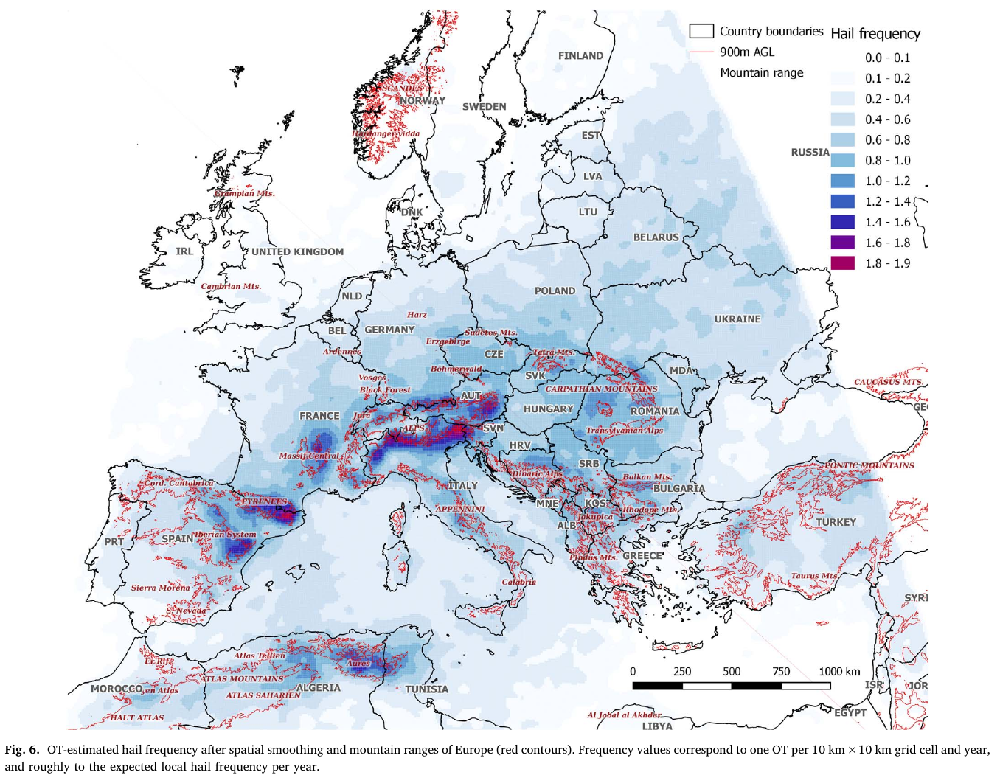 Country boundaries
900m AGL
Mountain range
Hail frequency
0.0 - 0.1
0.1 - 0.2
0.2 - 0.4
0.4 - 0.6
0.6 - 0.8
0.8 - 1.0
1.0 - 1.2
1.2 - 1.4
1.4 - 1.6
1.6 - 1.8
1.8 - 1.9
FINLAND
SCANDES
NORWAY
SWEDEN
Hardanger-vidda
EST
RUSSIA
LVA
Grampian Mts.
DNK
LTU
BELARUS
IRL
UNITED KINGDOM
Cambrian Mts.
NLD
POLAND
Harz
UKRAINE
BEL
GERMANY
Sudetes Mts.
Erzgebirge
Ardennes
CZE
Tatra Mts.
Böhmerwald
SVK
MDA
Vosges
Black Forest
CAUCASUS MTS.
AUT
CARPATHIAN MOUNTAINS
GEO
FRANCE
Jura
HUNGARY
ROMANIA
ALPS
SVN
Transylvanian Alps
HRV
Massif Central
SRB
PONTIC MOUNTAINS
Cord. Cantabrica
Dinaric Alps
Balkan Mts.
ITALY
BULGARIA
PYRENEES
MNE
KOS
APPENNINI
Rhodope Mts.
Jakupica
TURKEY
ALB
Iberian System
PRT
SPAIN
Pindus Mts.
GREECE
Taurus Mts.
Calabria
Sierra Morena
SYRI
S. Nevada
Atlas Tellien
Er Rif
Aures
ATLAS MOUNTAINS
0 250 500 750 1000 km
MOROCCO
yen Atlas
ALGERIA
TUNISIA
ISR
JOR
ATLAS SAHARIEN
HAUT ATLAS
Al Jabal al Akhdar
EGYPT
LIBYA
Fig. 6. OT-estimated hail frequency after spatial smoothing and mountain ranges of Europe (red contours). Frequency values correspond to one OT per 10 km × 10 km grid cell and year,
and roughly to the expected local hail frequency per year.